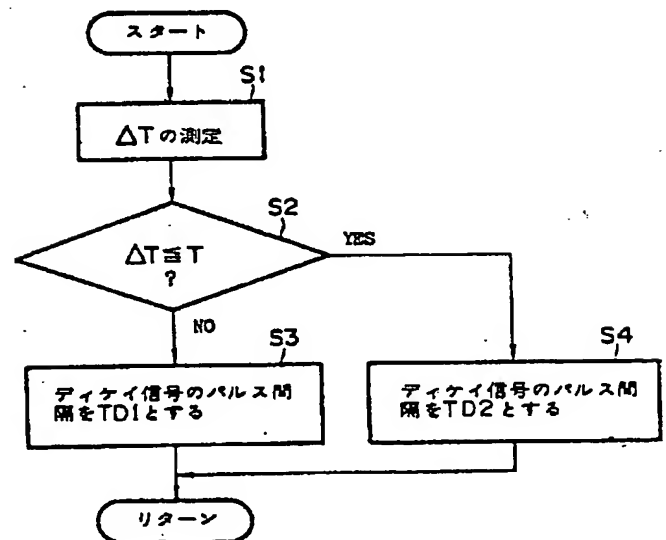 スタート
S1
ΔTの測定
S2
ΔT≦T
?
YES
NO
S3
ディケイ信号のパルス間
隔をTD1とする
S4
ディケイ信号のパルス間
隔をTD2とする
リターン